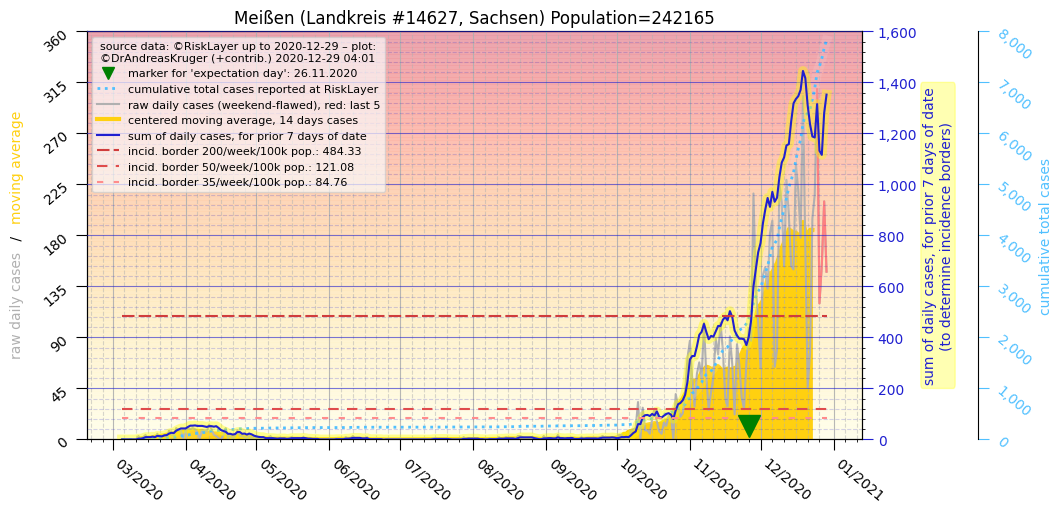 Meißen (Landkreis #14627, Sachsen) Population=242165
source data: ©RiskLayer up to 2020-12-29 – plot:
©DrAndreasKruger (+contrib.) 2020-12-29 04:01
marker for 'expectation day': 26.11.2020
cumulative total cases reported at RiskLayer
raw daily cases (weekend-flawed), red: last 5
centered moving average, 14 days cases
sum of daily cases, for prior 7 days of date
incid. border 200/week/100k pop.: 484.33
incid. border 50/week/100k pop.: 121.08
incid. border 35/week/100k pop.: 84.76
raw daily cases / moving average
360
315
270
225
180
135
90
45
0
03/2020
04/2020
05/2020
06/2020
07/2020
08/2020
09/2020
10/2020
11/2020
12/2020
01/2021
1,600
1,400
1,200
1,000
800
600
400
200
0
sum of daily cases, for prior 7 days of date
(to determine incidence borders)
8,000
7,000
6,000
5,000
4,000
3,000
2,000
1,000
0
cumulative total cases